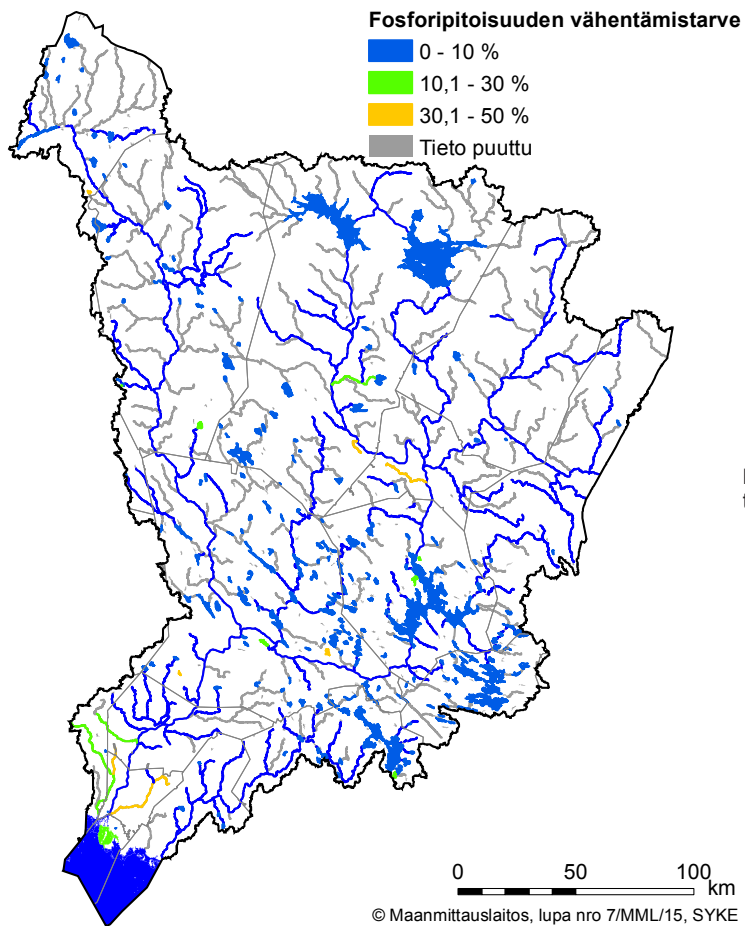 Fosforipitoisuuden vähentämistarve
0 - 10 %
10,1 - 30 %
30,1 - 50 %
Tieto puuttu
0 50 100
km
© Maanmittauslaitos, lupa nro 7/MML/15, SYKE